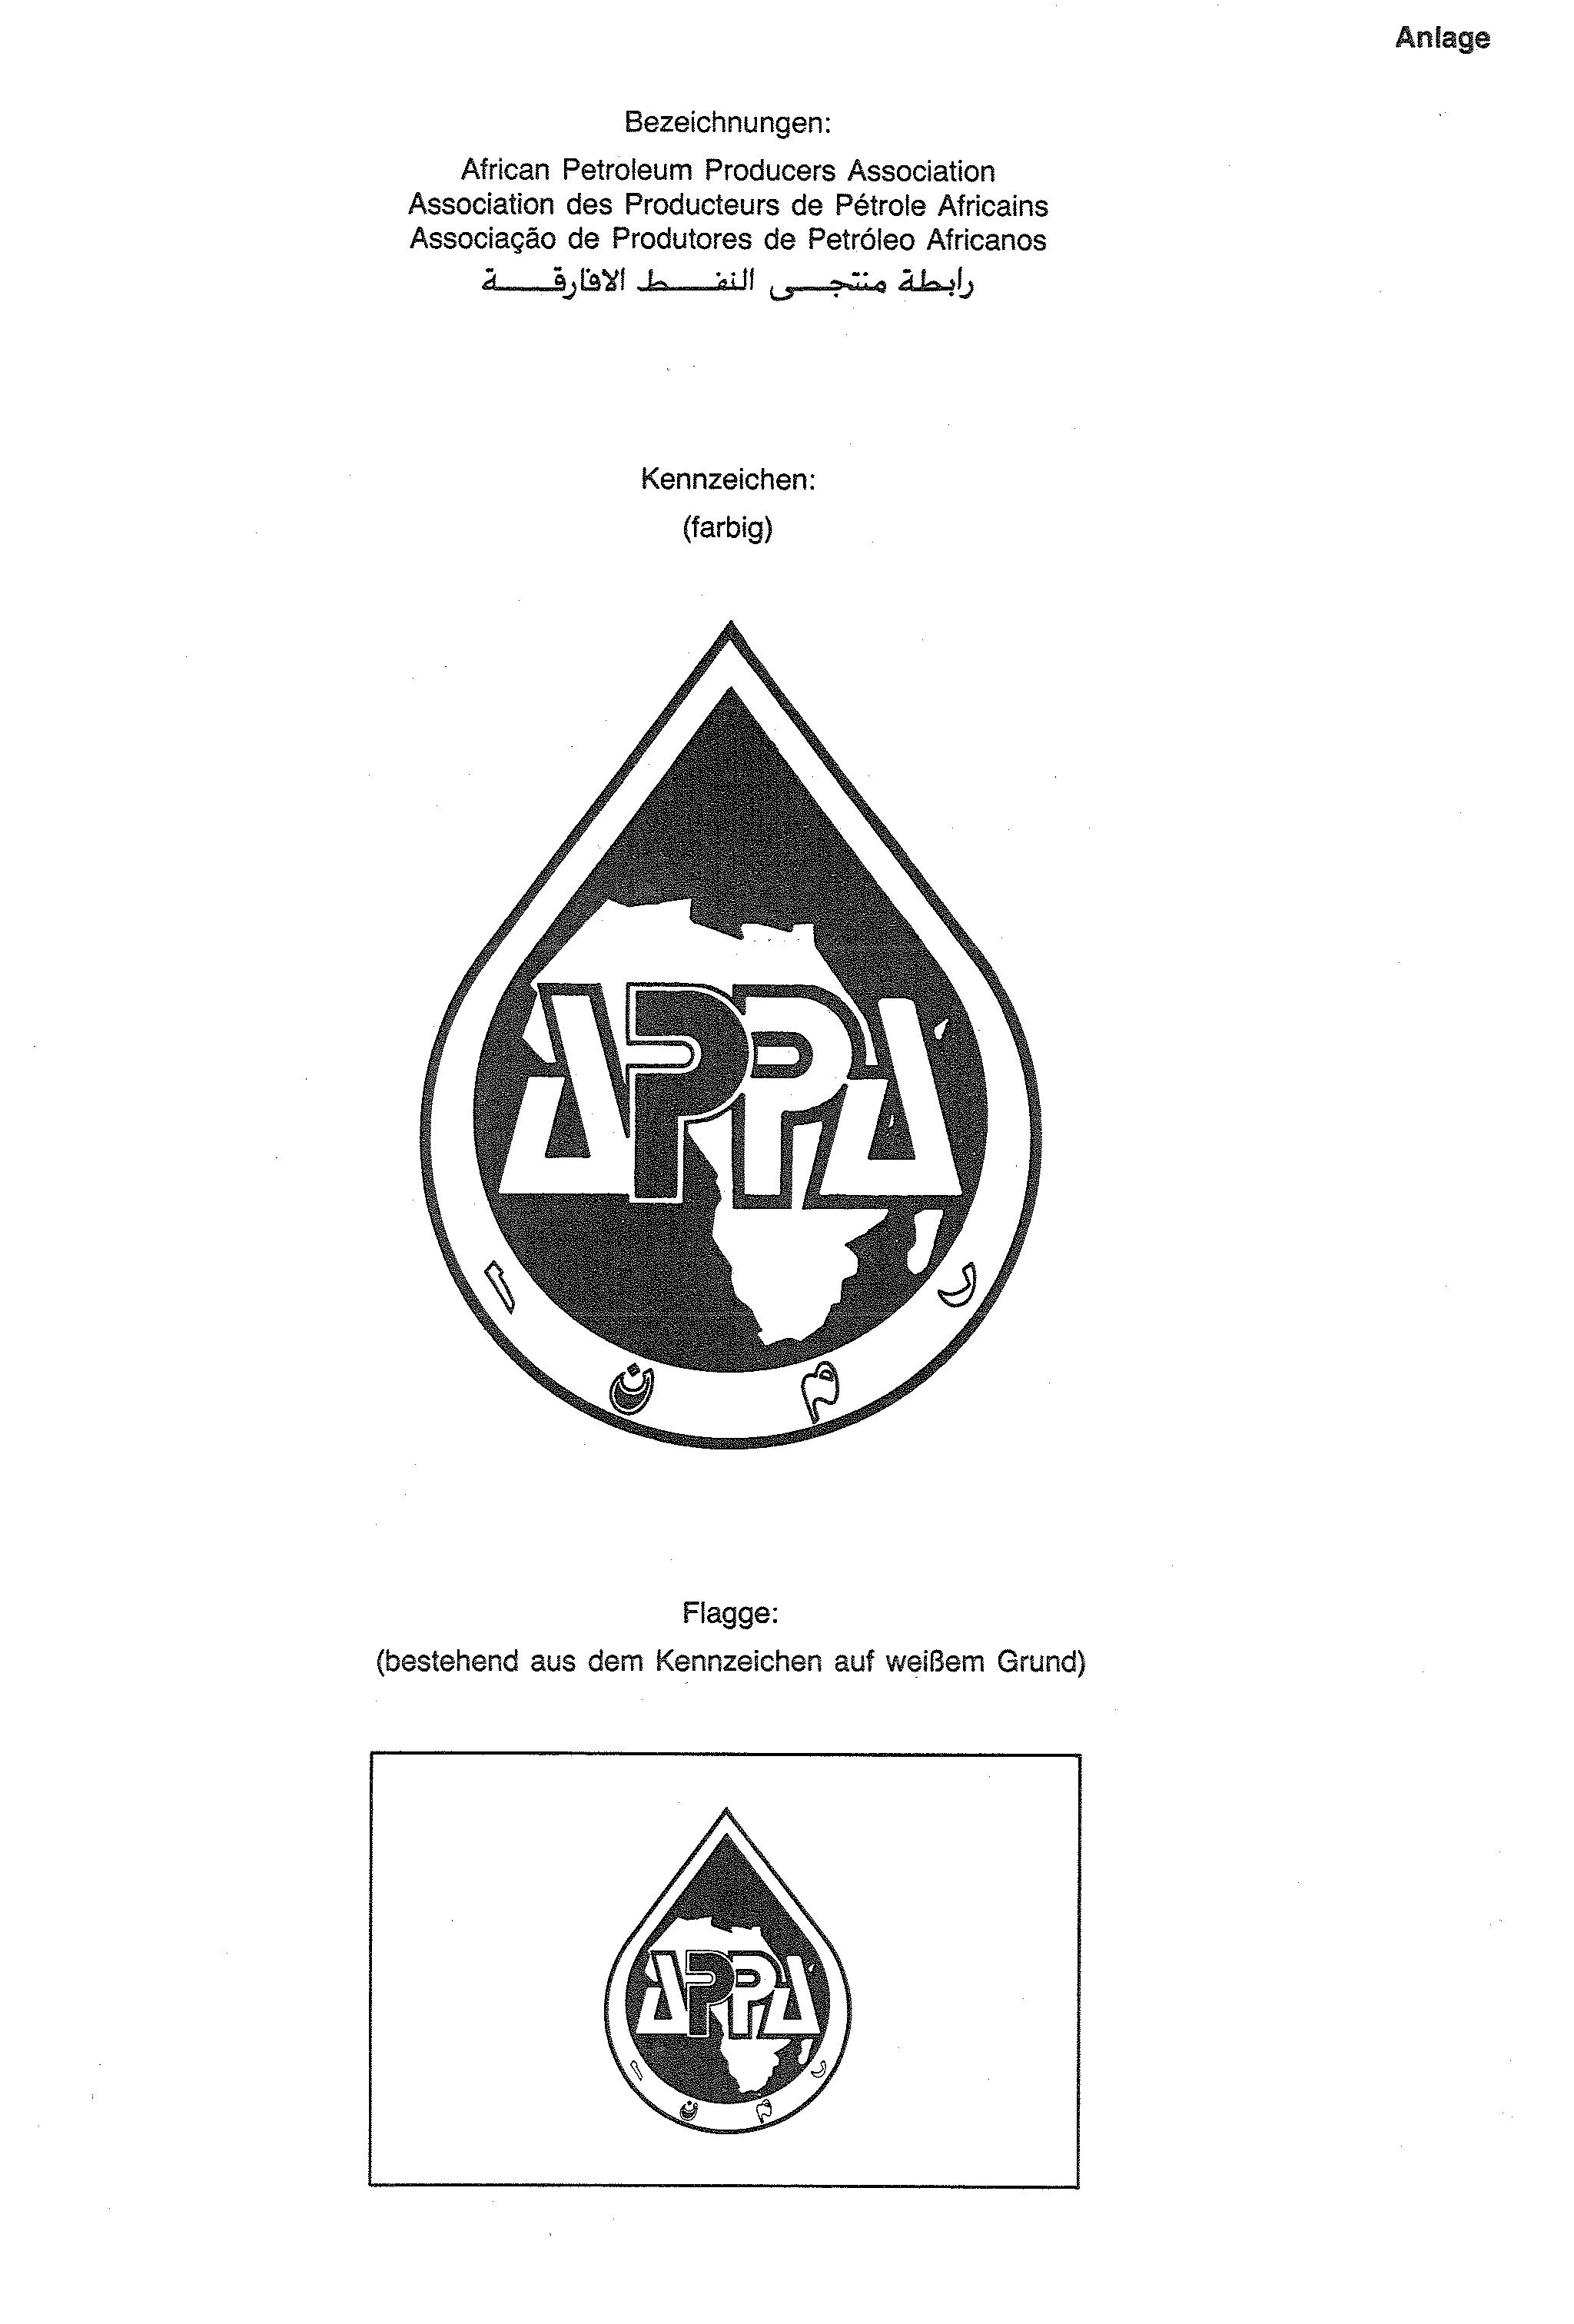 Anlage
Bezeichnungen:
African Petroleum Producers Association
Association des Producteurs de Pétrole Africains
Associação de Produtores de Petróleo Africanos
رابطة منتجى النفط الافارقة
Kennzeichen:
(farbig)
APPA
ا ن م ر
Flagge:
(bestehend aus dem Kennzeichen auf weißem Grund)
APPA
ا ن م ر